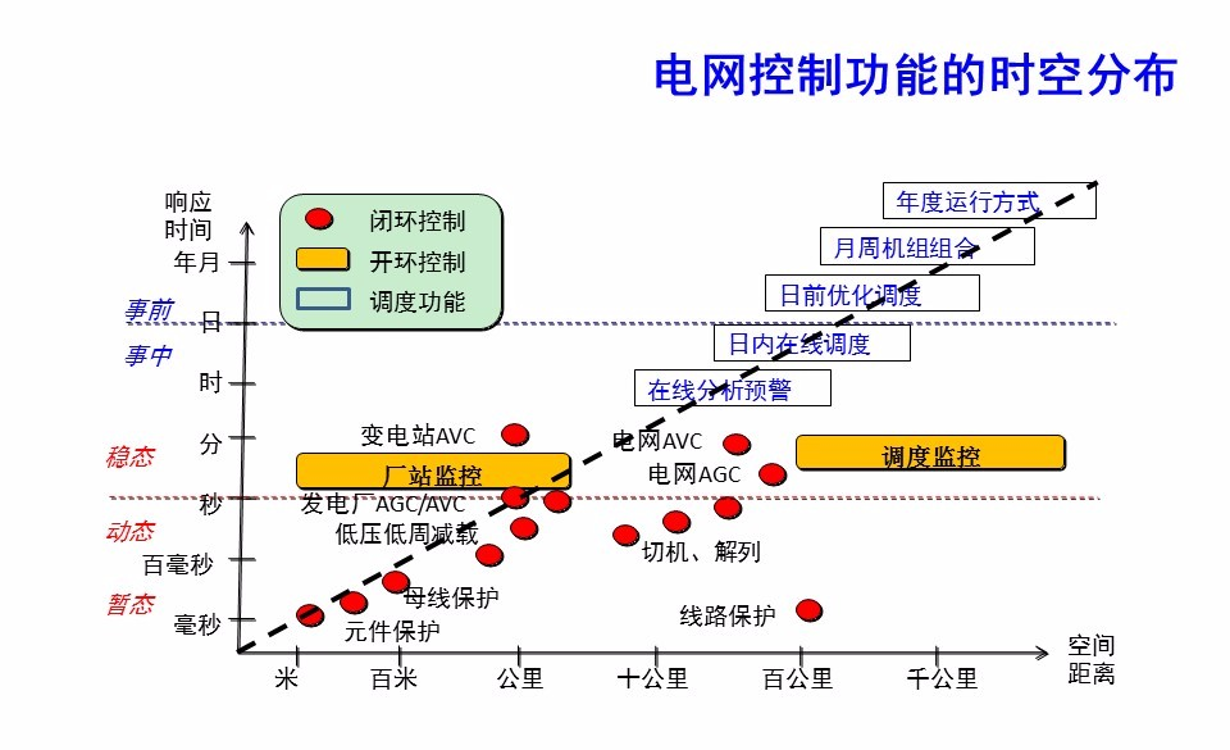 电网控制功能的时空分布
响应
时间
年月
日
时
分
秒
百毫秒
毫秒
事前
事中
稳态
动态
暂态
闭环控制
开环控制
调度功能
年度运行方式
月周机组组合
日前优化调度
日内在线调度
在线分析预警
变电站AVC
电网AVC
厂站监控
调度监控
电网AGC
发电厂AGC/AVC
低压低周减载
切机、解列
母线保护
线路保护
元件保护
米
百米
公里
十公里
百公里
千公里
空间
距离